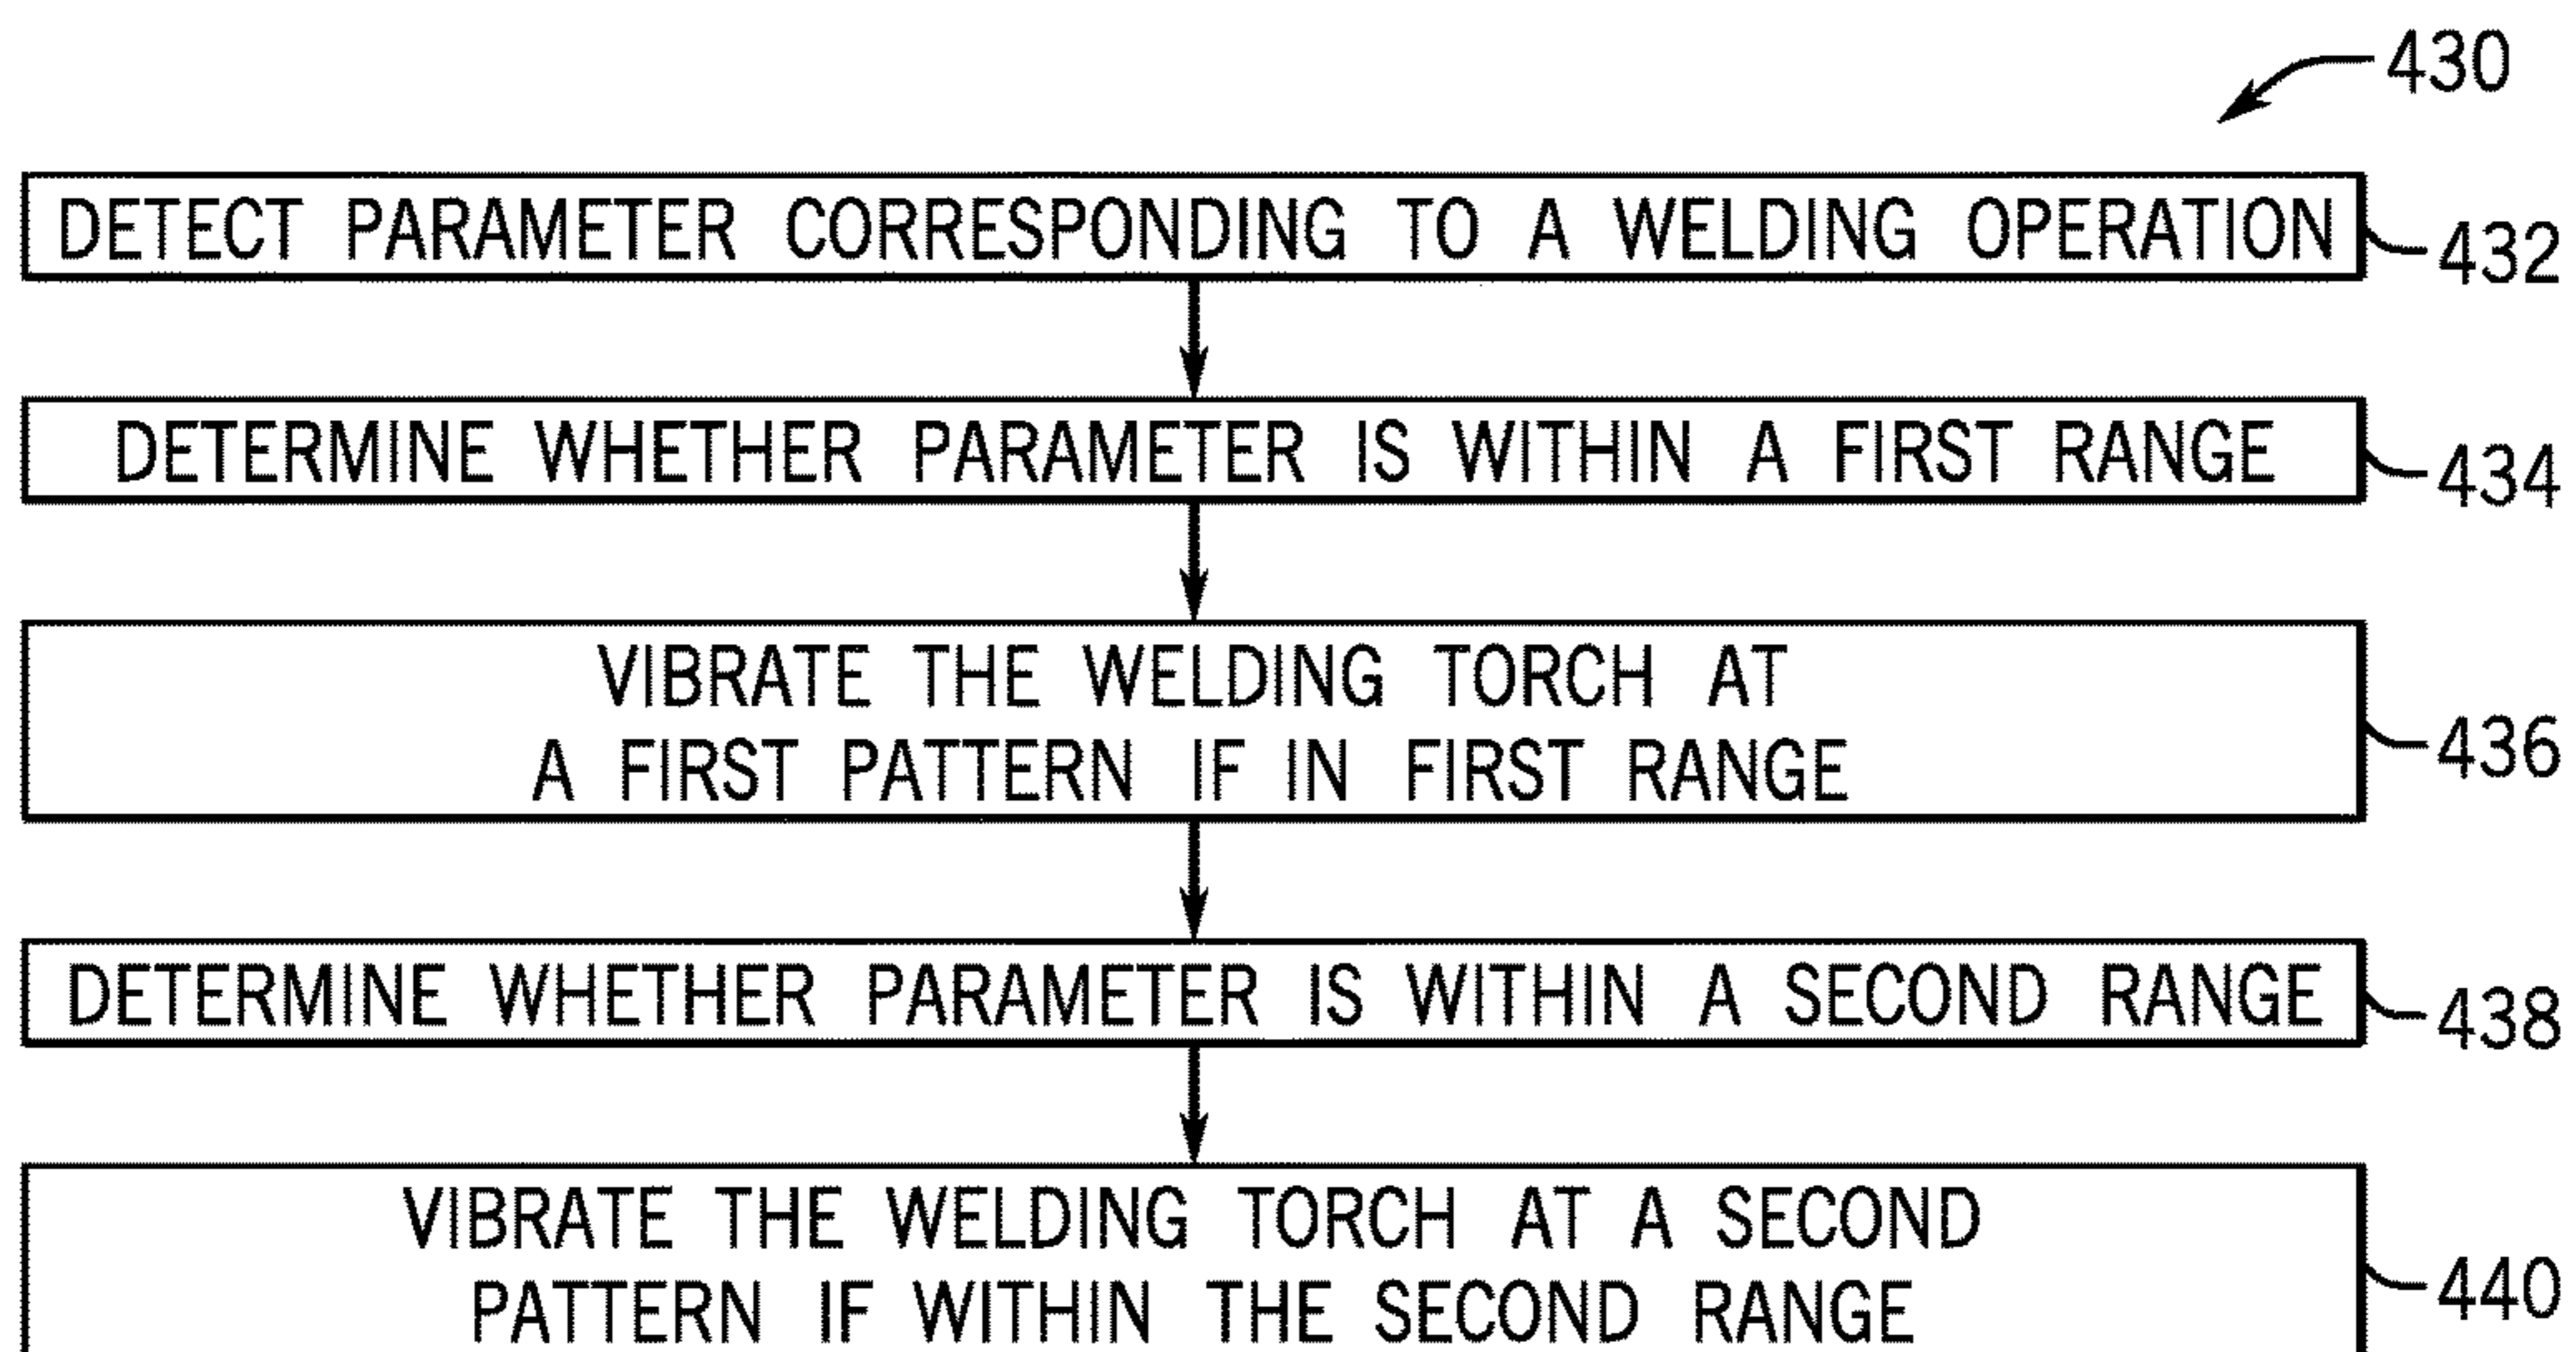 430
DETECT PARAMETER CORRESPONDING TO A WELDING OPERATION
432
DETERMINE WHETHER PARAMETER IS WITHIN A FIRST RANGE
434
VIBRATE THE WELDING TORCH AT
A FIRST PATTERN IF IN FIRST RANGE
436
DETERMINE WHETHER PARAMETER IS WITHIN A SECOND RANGE
438
VIBRATE THE WELDING TORCH AT A SECOND
PATTERN IF WITHIN THE SECOND RANGE
440